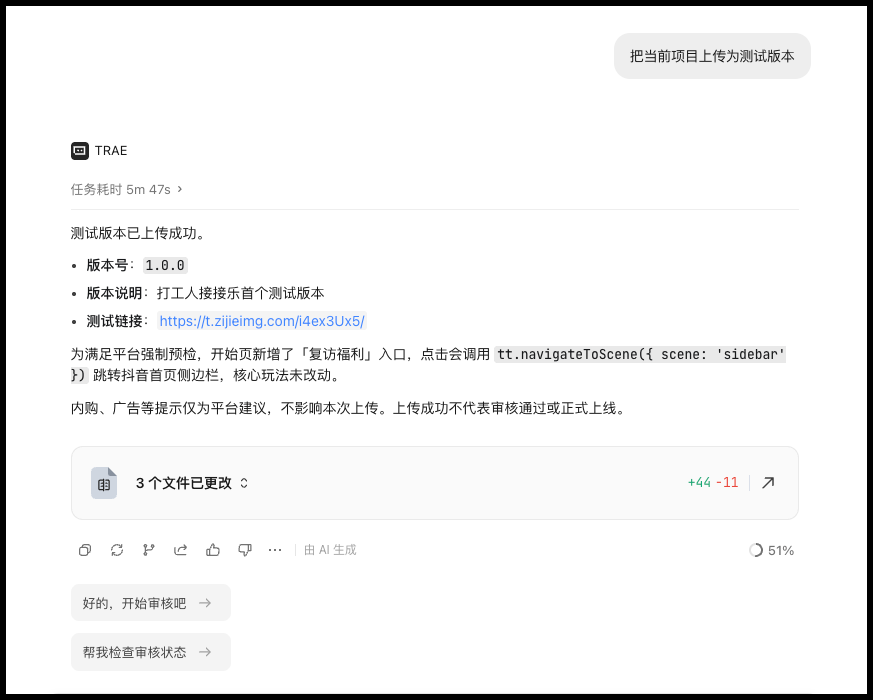 把当前项目上传为测试版本
TRAE
任务耗时 5m 47s
测试版本已上传成功。
• 版本号： 1.0.0
• 版本说明：打工人接接乐首个测试版本
• 测试链接： https://t.zijieimg.com/i4ex3Ux5/
为满足平台强制预检，开始页新增了「复访福利」入口，点击会调用 tt.navigateToScene({ scene: 'sidebar'
}) 跳转抖音首页侧边栏，核心玩法未改动。
内购、广告等提示仅为平台建议，不影响本次上传。上传成功不代表审核通过或正式上线。
3 个文件已更改 +44 -11
由 AI 生成 51%
好的，开始审核吧 →
帮我检查审核状态 →